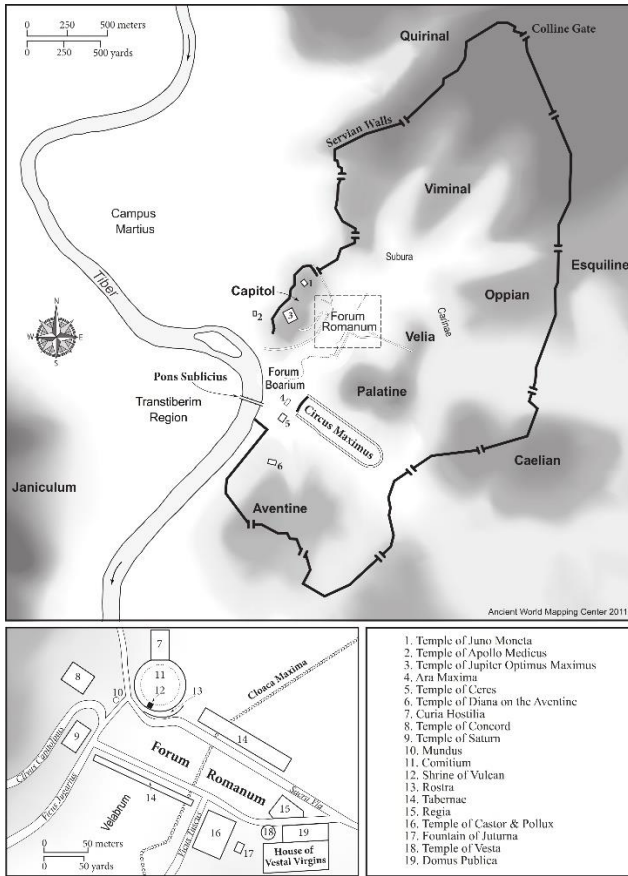 0 250 500 meters
0 250 500 yards
Quirinal
Colline Gate
Servian Walls
Viminal
Campus
Martius
Tiber
Subura
Esquiline
Capitol
1
2
3
Oppian
Carinae
Forum
Romanum
N
W
E
S
Velia
Forum
Boarium
Pons Sublicius
Palatine
Transtiberim
Region
4
5
Circus Maximus
6
Caelian
Janiculum
Aventine
Ancient World Mapping Center 2011
7
11
12
8
10
13
Cloaca Maxima
14
9
Clivus Capitolinus
Forum
Romanum
Sacra Via
Vicus Jugarius
14
Velabrum
15
Vicus Tuscus
16
17
18
19
House of
Vestal Virgins
0 50 meters
0 50 yards
1. Temple of Juno Moneta
2. Temple of Apollo Medicus
3. Temple of Jupiter Optimus Maximus
4. Ara Maxima
5. Temple of Ceres
6. Temple of Diana on the Aventine
7. Curia Hostilia
8. Temple of Concord
9. Temple of Saturn
10. Mundus
11. Comitium
12. Shrine of Vulcan
13. Rostra
14. Tabernae
15. Regia
16. Temple of Castor & Pollux
17. Fountain of Juturna
18. Temple of Vesta
19. Domus Publica